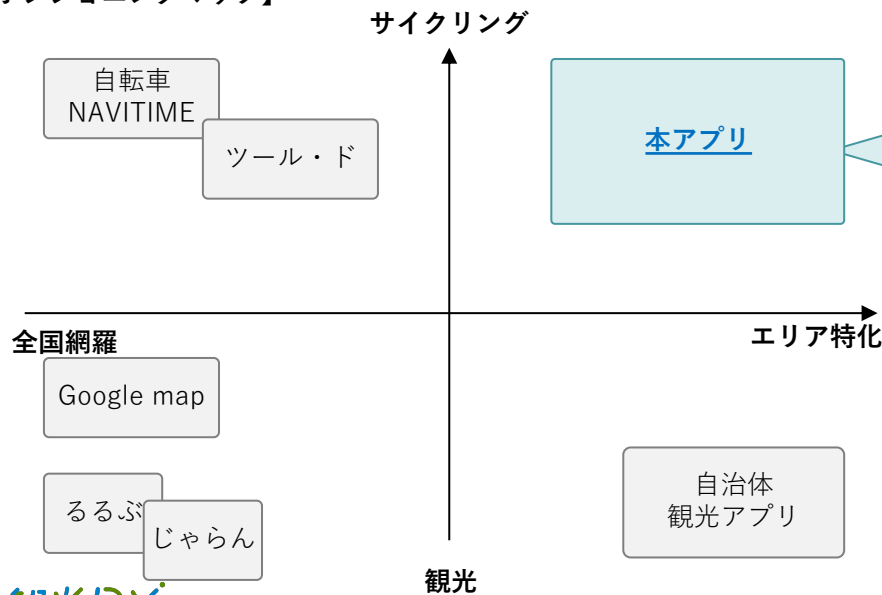 サイクリング
自転車
NAVITIME
ツール・ド
本アプリ
全国網羅
エリア特化
Google map
るるぶ
じゃらん
自治体
観光アプリ
観光